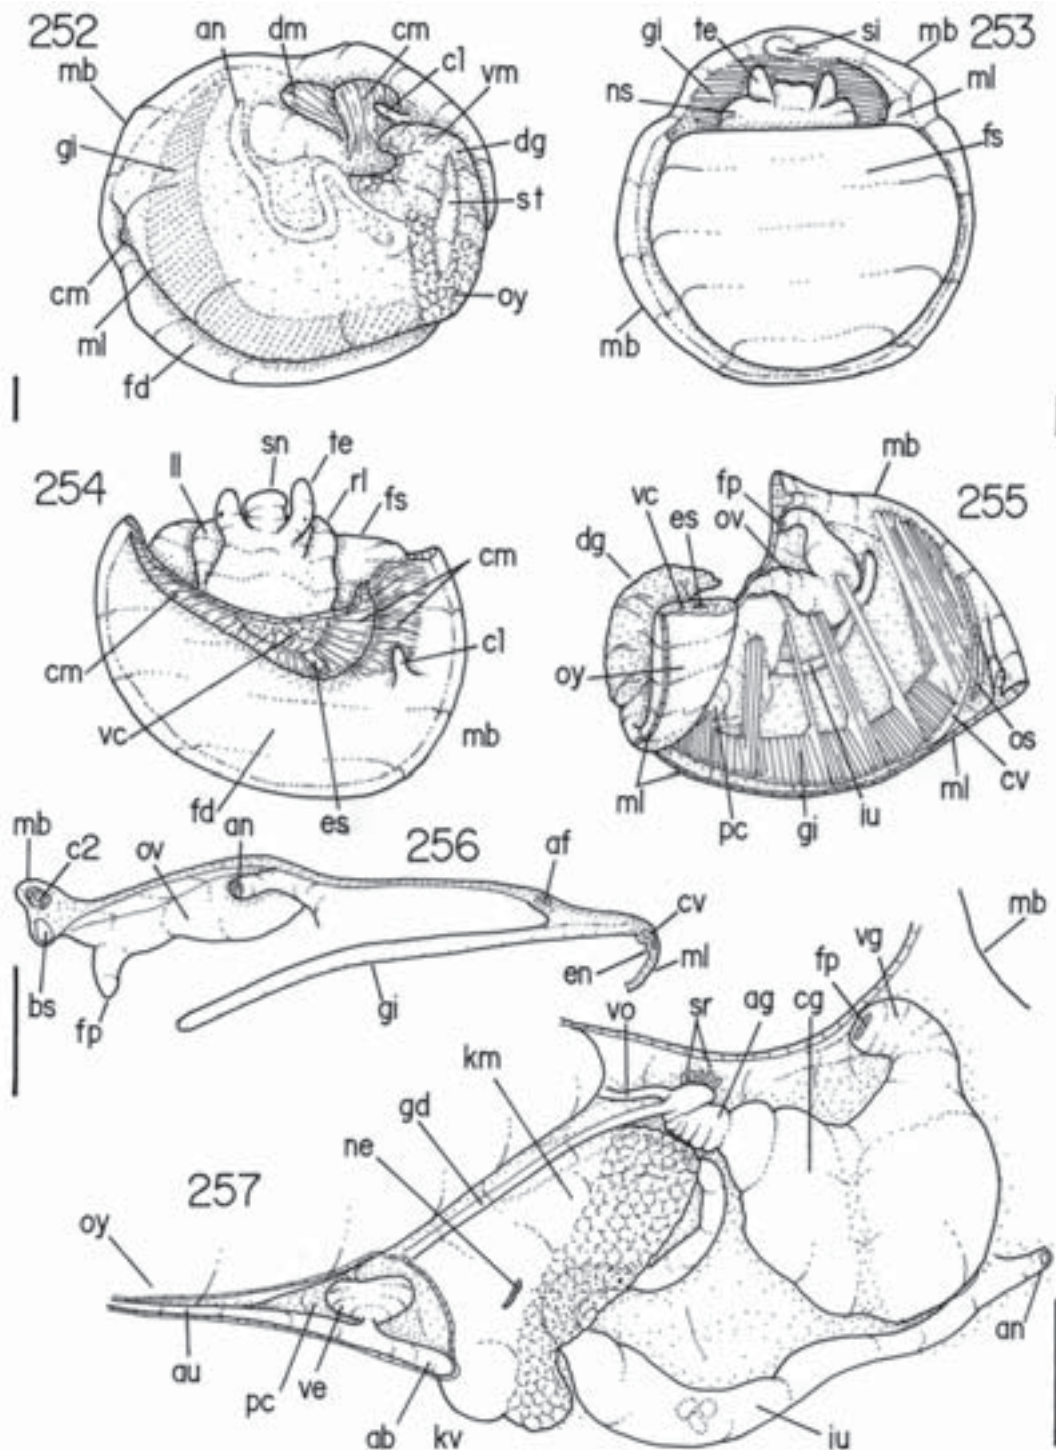 252
an
dm
cm
cl
vm
mb
gi
dg
st
cm
ml
fd
oy
253
gi
te
si
mb
ml
ns
fs
mb
254
ll
sn
te
rl
fs
cm
cl
cm
vc
fd
es
mb
255
mb
fp
vc
es
ov
dg
oy
ml
pc
gi
iu
ml
cv
os
256
mb
c2
ov
an
af
cv
ml
en
bs
fp
gi
257
mb
vg
fp
cg
ag
sr
vo
km
gd
ne
oy
au
pc
ve
ab
kv
iu
an